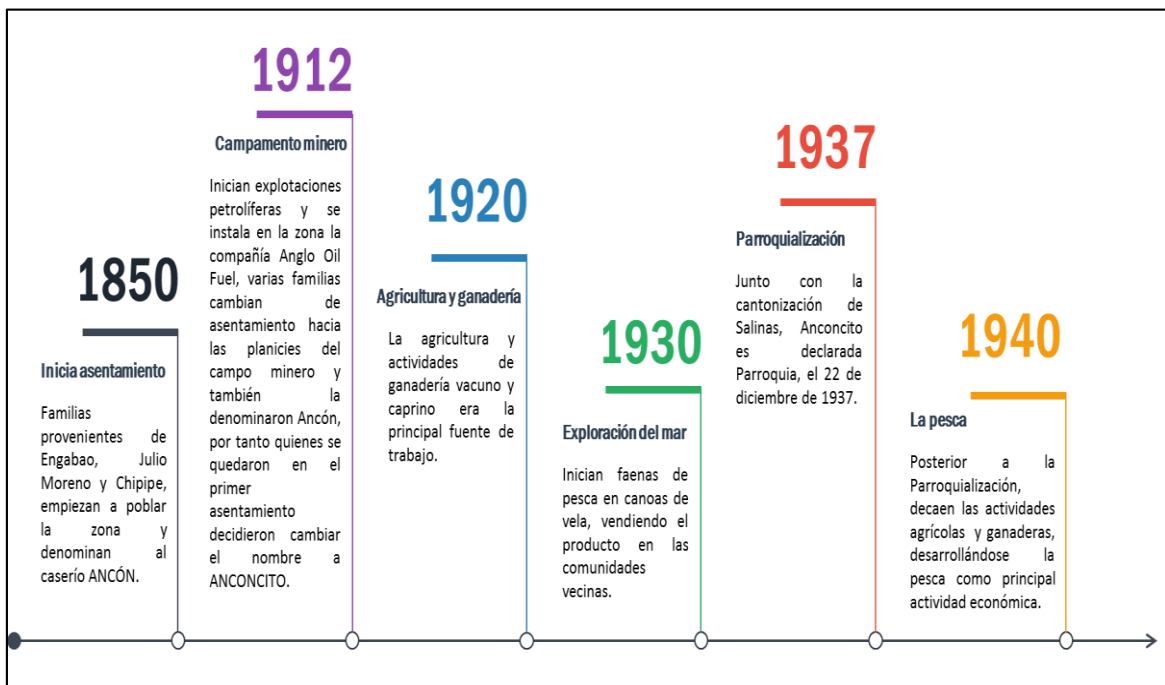 1850
Inicia asentamiento
Familias
provenientes de
Engabao, Julio
Moreno y Chipipe,
empiezan a poblar
la zona y
denominan al
caserío ANCÓN.
1912
Campamento minero
Inician explotaciones
petrolíferas y se
instala en la zona la
compañía Anglo Oil
Fuel, varias familias
cambian de
asentamiento hacia
las planicies del
campo minero y
también la
denominaron Ancón,
por tanto quienes se
quedaron en el
primer
asentamiento
decidieron cambiar
el nombre a
ANCONCITO.
1920
Agricultura y ganadería
La agricultura y
actividades de
ganadería vacuno y
caprino era la
principal fuente de
trabajo.
1930
Exploración del mar
Inician faenas de
pesca en canoas de
vela, vendiendo el
producto en las
comunidades
vecinas.
1937
Parroquialización
Junto con la
cantonización de
Salinas, Anconcito
es declarada
Parroquia, el 22 de
diciembre de 1937.
1940
La pesca
Posterior a la
Parroquialización,
decaen las actividades
agrícolas y ganaderas,
desarrollándose la
pesca como principal
actividad económica.